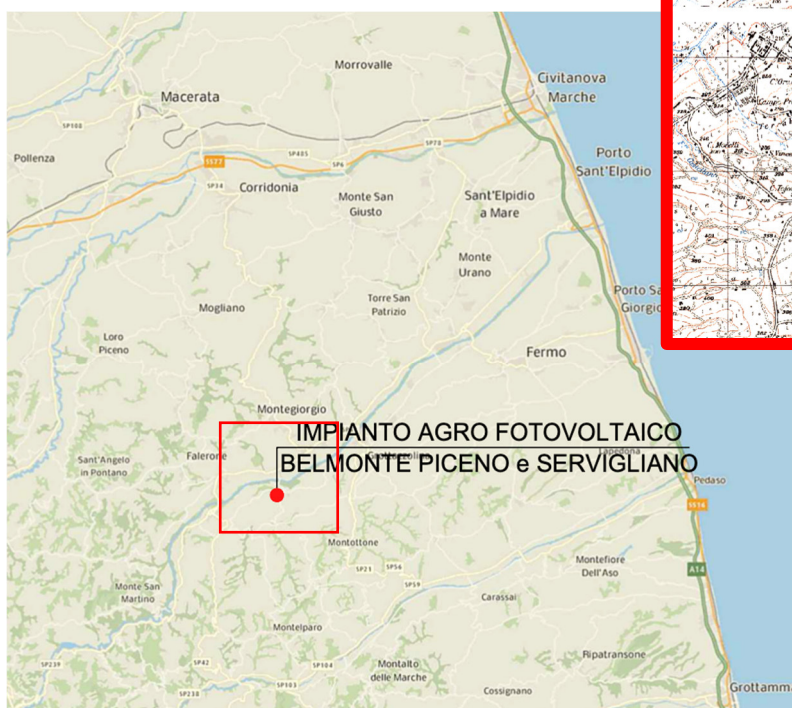 Morrovalle
Civitanova
Marche
Macerata
SP108
SP485
SP78
SP6
Pollenza
SS77
Porto
Sant'Elpidio
SP34
Corridonia
Monte San
Giusto
Sant'Elpidio
a Mare
Monte
Urano
Mogliano
Torre San
Patrizio
Loro
Piceno
Fermo
Montegiorgio
IMPIANTO AGRO FOTOVOLTAICO
BELMONTE PICENO e SERVIGLIANO
Sant'Angelo
in Pontano
Falerone
Lapedona
Pedaso
SS16
Montottone
SP21
SP56
SP59
Montefiore
Dell'Aso
A14
Monte San
Martino
Carassai
Montelparo
SP239
SP42
SP104
Montalto
delle Marche
Ripatransone
SP238
SP103
Cossignano